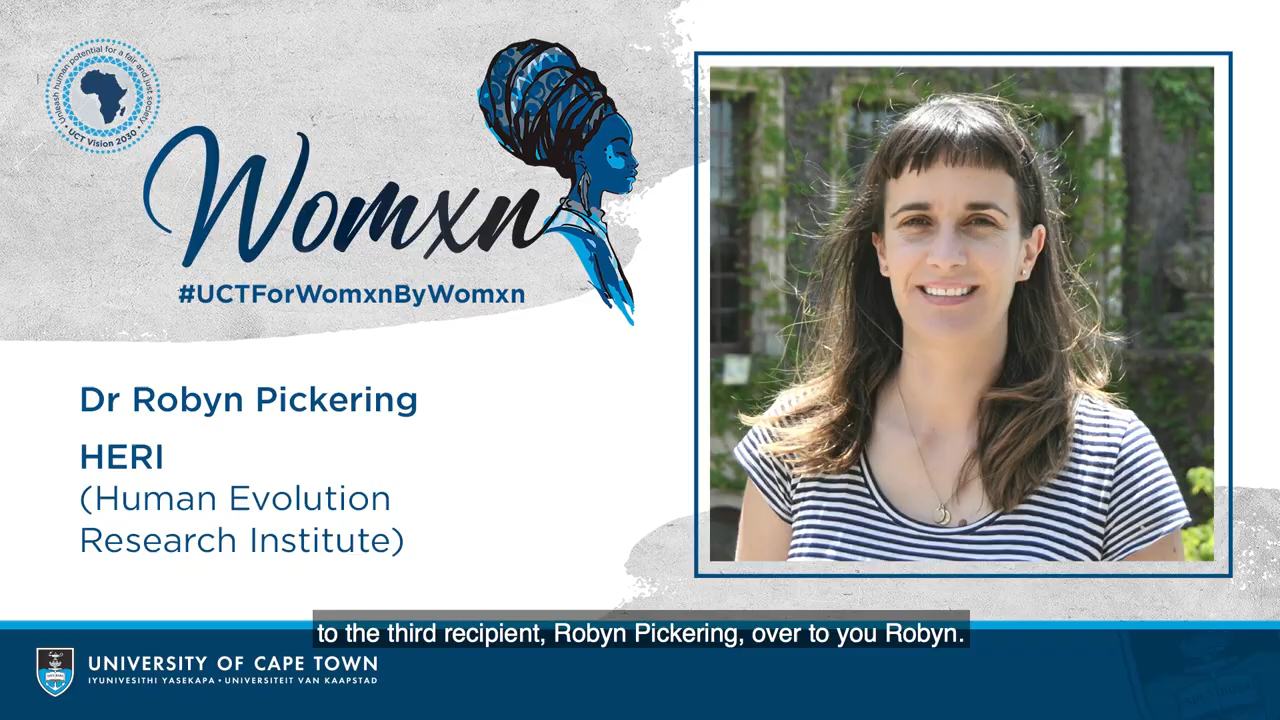 Unleash human potential for a fair and just society
• UCT Vision 2030 •
Womxn
#UCTForWomxnByWomxn
Dr Robyn Pickering
HERI
(Human Evolution
Research Institute)
to the third recipient, Robyn Pickering, over to you Robyn.
UNIVERSITY OF CAPE TOWN
IYUNIVESITHI YASEKAPA • UNIVERSITEIT VAN KAAPSTAD